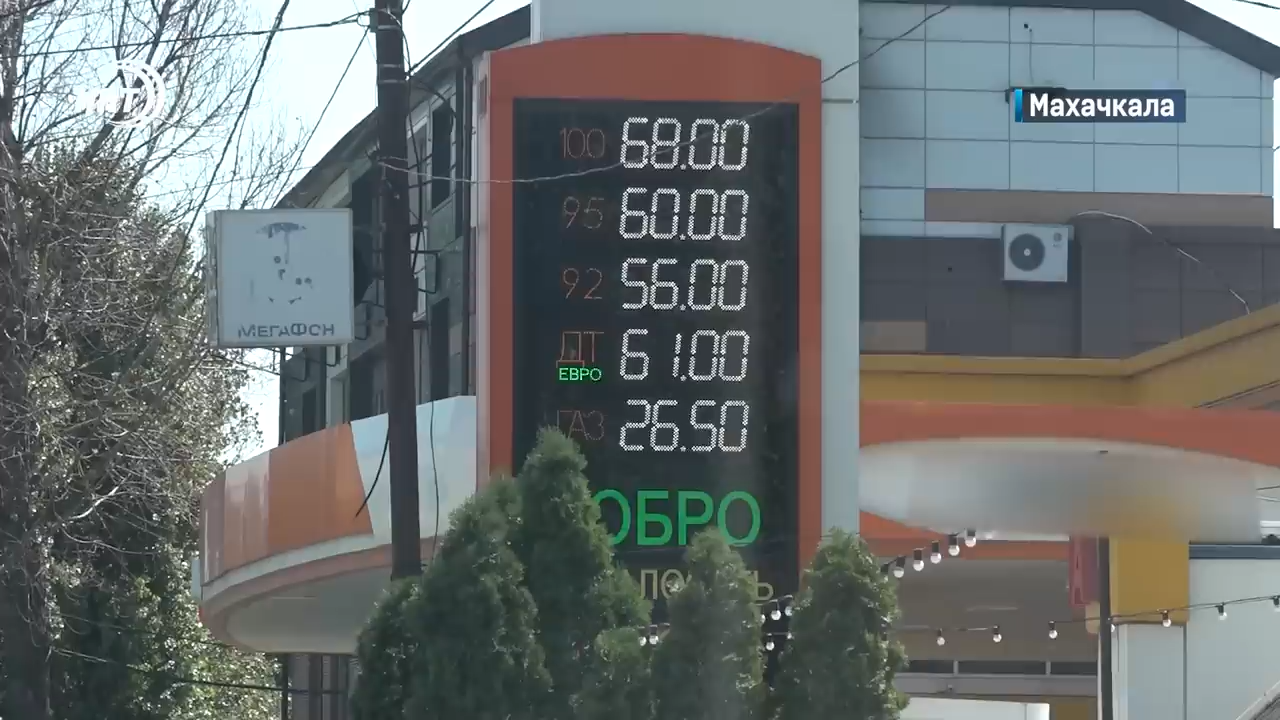 Махачкала
100 68.00
95 60.00
92 56.00
ДТ ЕВРО 61.00
ГАЗ 26.50
МЕГАФОН
ОБРО